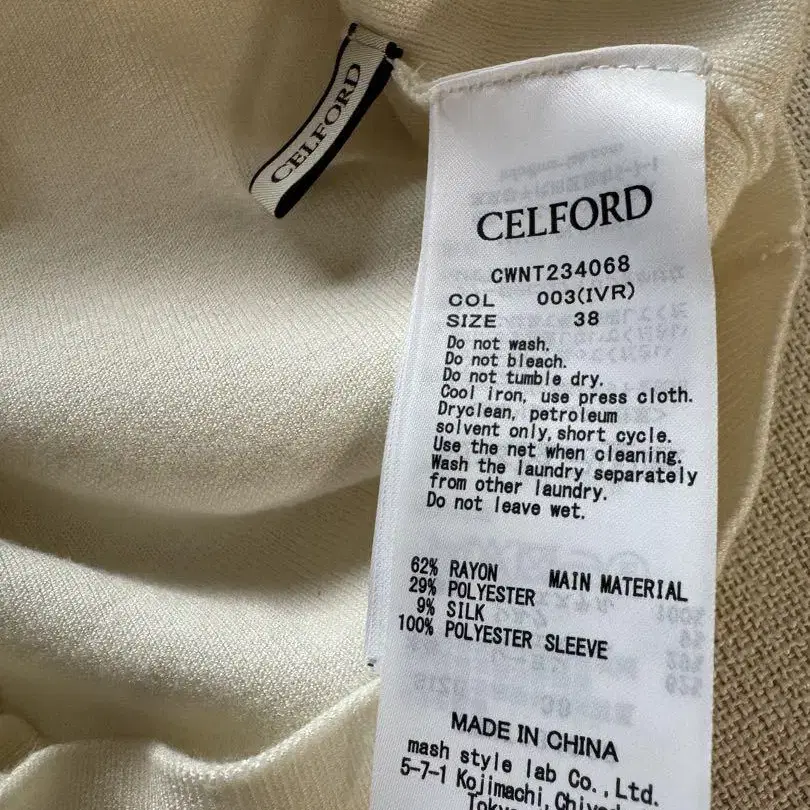 CELFORD
CELFORD
CWNT234068
COL 003(IVR)
SIZE 38
Do not wash.
Do not bleach.
Do not tumble dry.
Cool iron, use press cloth.
Dryclean, petroleum
solvent only, short cycle.
Use the net when cleaning.
Wash the laundry separately
from other laundry.
Do not leave wet.
62% RAYON MAIN MATERIAL
29% POLYESTER
9% SILK
100% POLYESTER SLEEVE
MADE IN CHINA
mash style lab Co., Ltd.
5-7-1 Kojimachi,